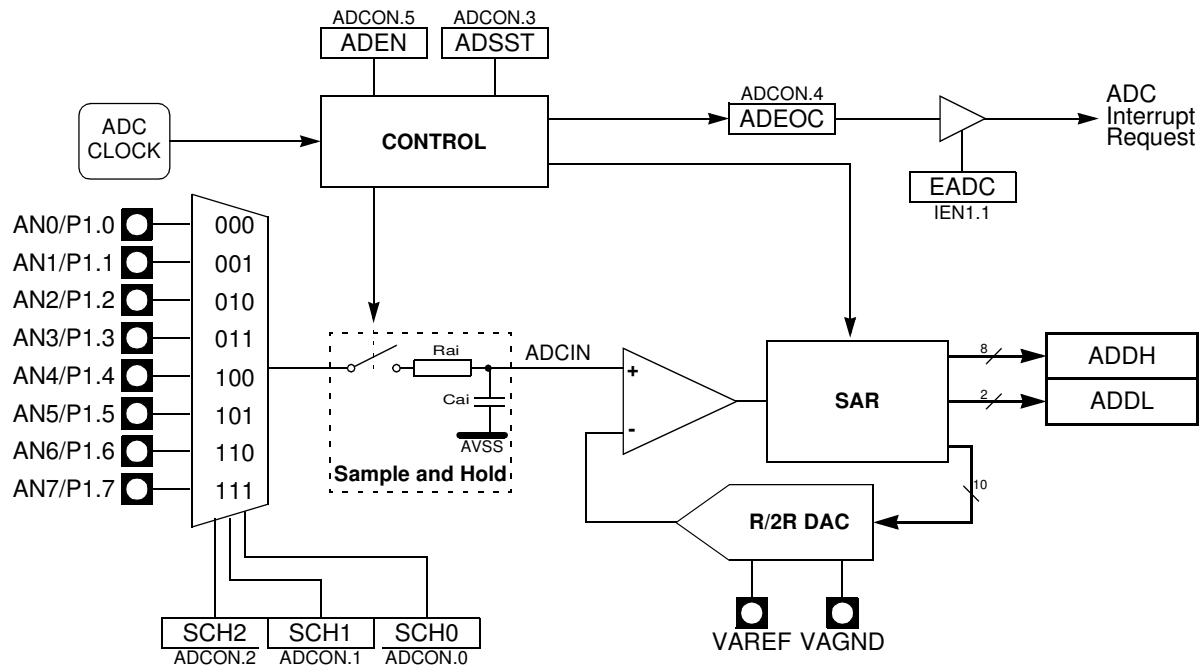 ADCON.5
ADEN
ADCON.3
ADSST
ADC
CLOCK
CONTROL
ADCON.4
ADEOC
ADC
Interrupt
Request
EADC
IEN1.1
AN0/P1.0
000
AN1/P1.1
001
AN2/P1.2
010
AN3/P1.3
011
AN4/P1.4
100
AN5/P1.5
101
AN6/P1.6
110
AN7/P1.7
111
Rai
Cai
AVSS
Sample and Hold
ADCIN
+
-
SAR
8
ADDH
2
ADDL
10
R/2R DAC
VAREF
VAGND
SCH2
SCH1
SCH0
ADCON.2
ADCON.1
ADCON.0